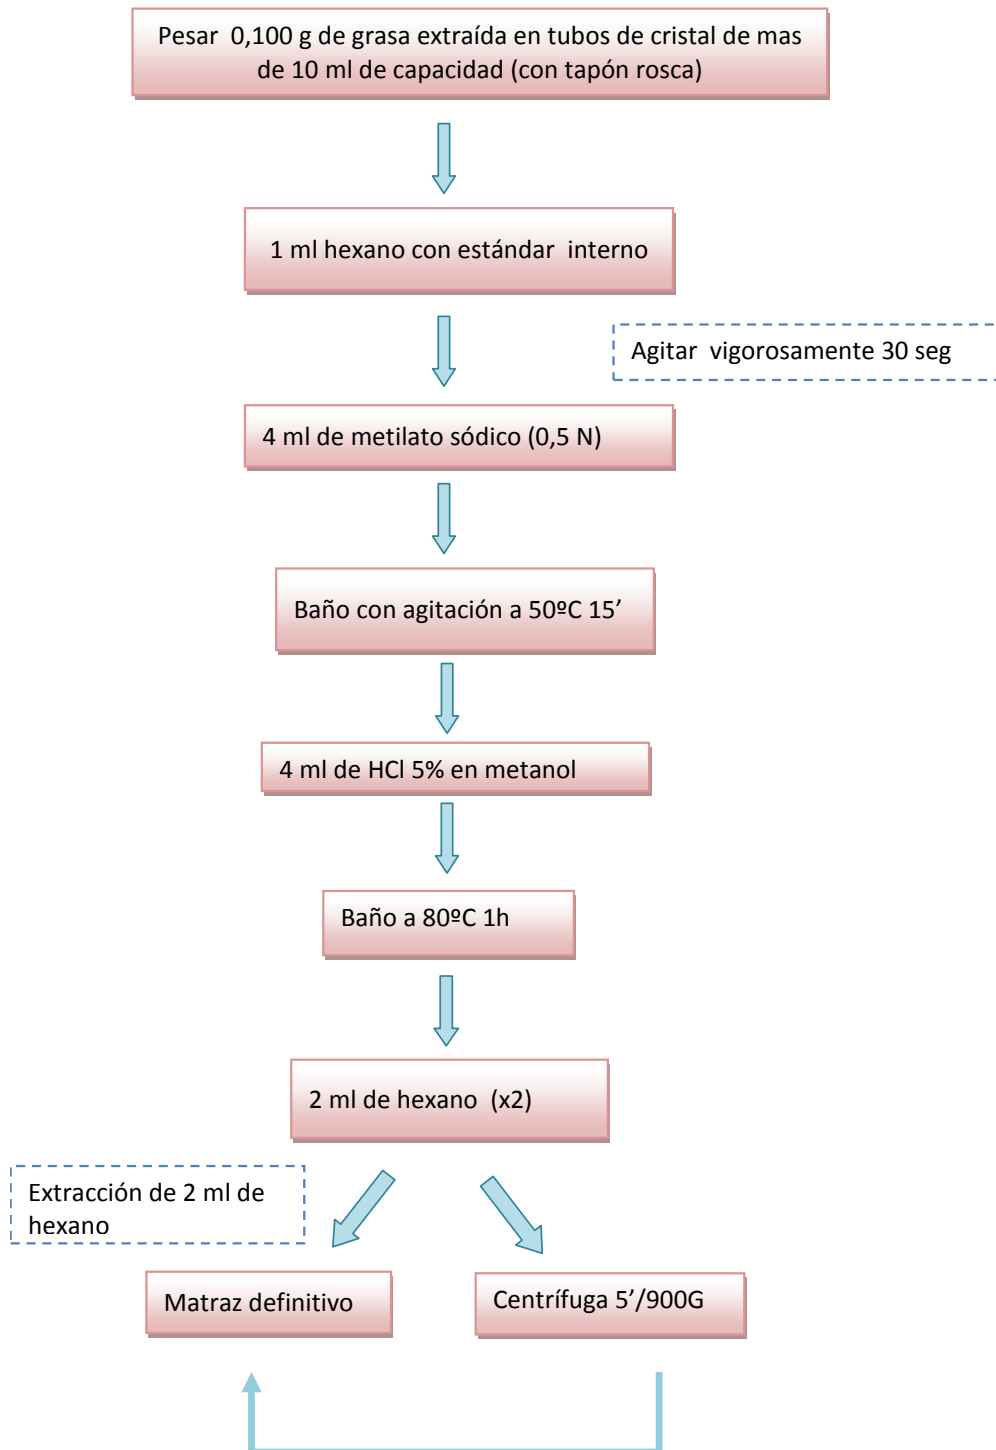 Pesar 0,100 g de grasa extraída en tubos de cristal de mas
de 10 ml de capacidad (con tapón rosca)
1 ml hexano con estándar interno
Agitar vigorosamente 30 seg
4 ml de metilato sódico (0,5 N)
Baño con agitación a 50ºC 15’
4 ml de HCl 5% en metanol
Baño a 80ºC 1h
2 ml de hexano (x2)
Extracción de 2 ml de
hexano
Matraz definitivo
Centrífuga 5’/900G